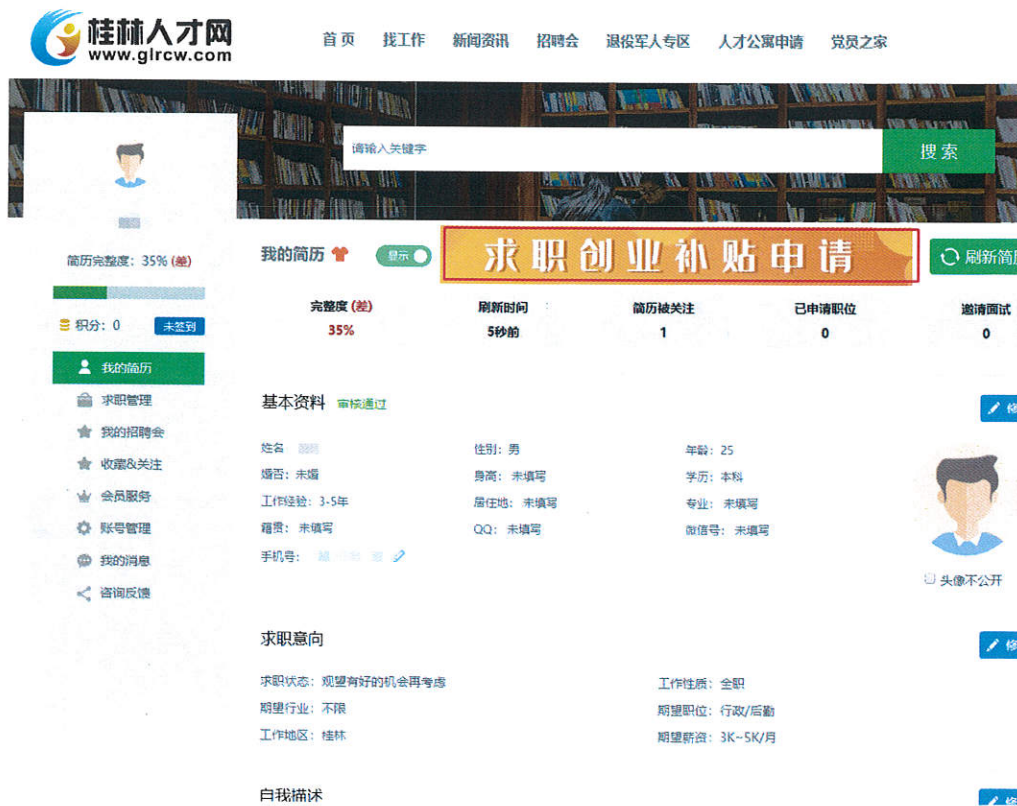 桂林人才网
www.glrcw.com
首页 找工作 新闻资讯 招聘会 退役军人专区 人才公寓申请 党员之家
请输入关键字
搜索
简历完整度：35% (差)
积分：0 未签到
我的简历
求职管理
我的招聘会
收藏&关注
会员服务
账号管理
我的消息
咨询反馈
我的简历 显示 求职创业补贴申请 刷新简历
完整度 (差) 刷新时间 简历被关注 已申请职位 邀请面试
35% 5秒前 1 0 0
基本资料 审核通过 修
姓名 性别：男 年龄：25
婚否：未婚 身高：未填写 学历：本科
工作经验：3-5年 居住地：未填写 专业：未填写
籍贯：未填写 QQ：未填写 微信号：未填写
手机号：
头像不公开
求职意向 修
求职状态：观望有好的机会再考虑 工作性质：全职
期望行业：不限 期望职位：行政/后勤
工作地区：桂林 期望薪资：3K~5K/月
自我描述 修